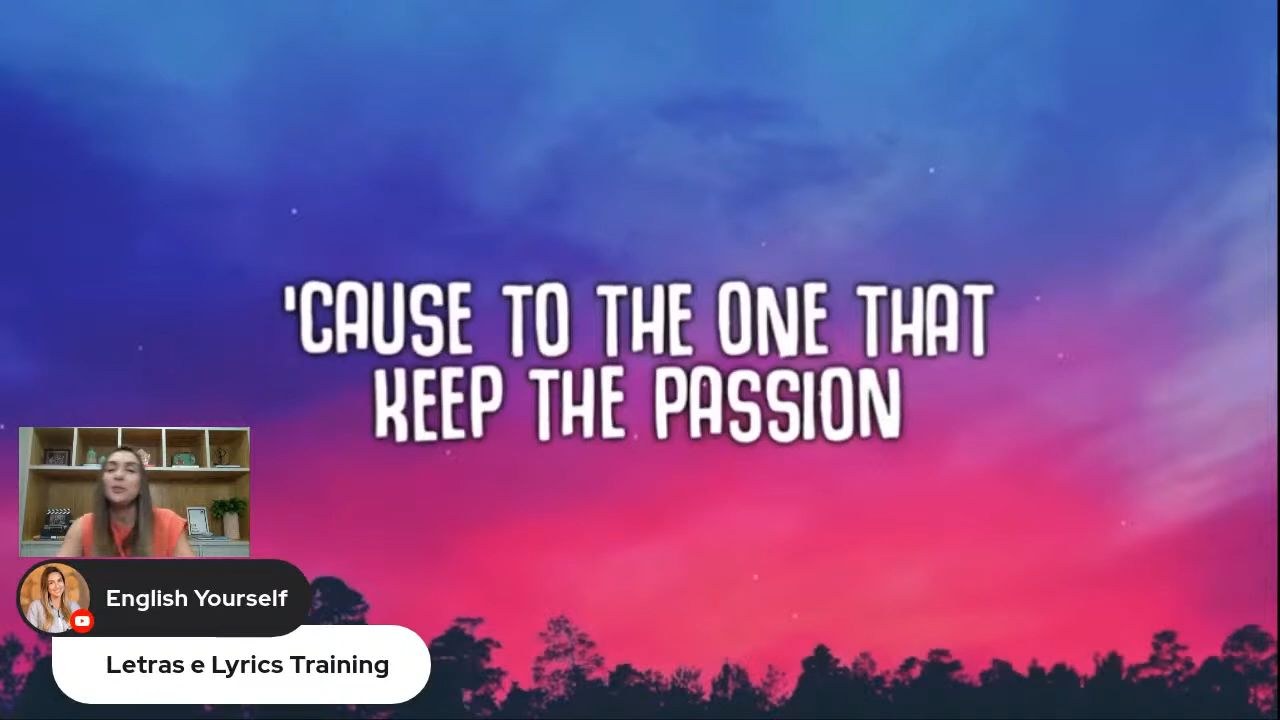 'CAUSE TO THE ONE THAT
KEEP THE PASSION
English Yourself
Letras e Lyrics Training